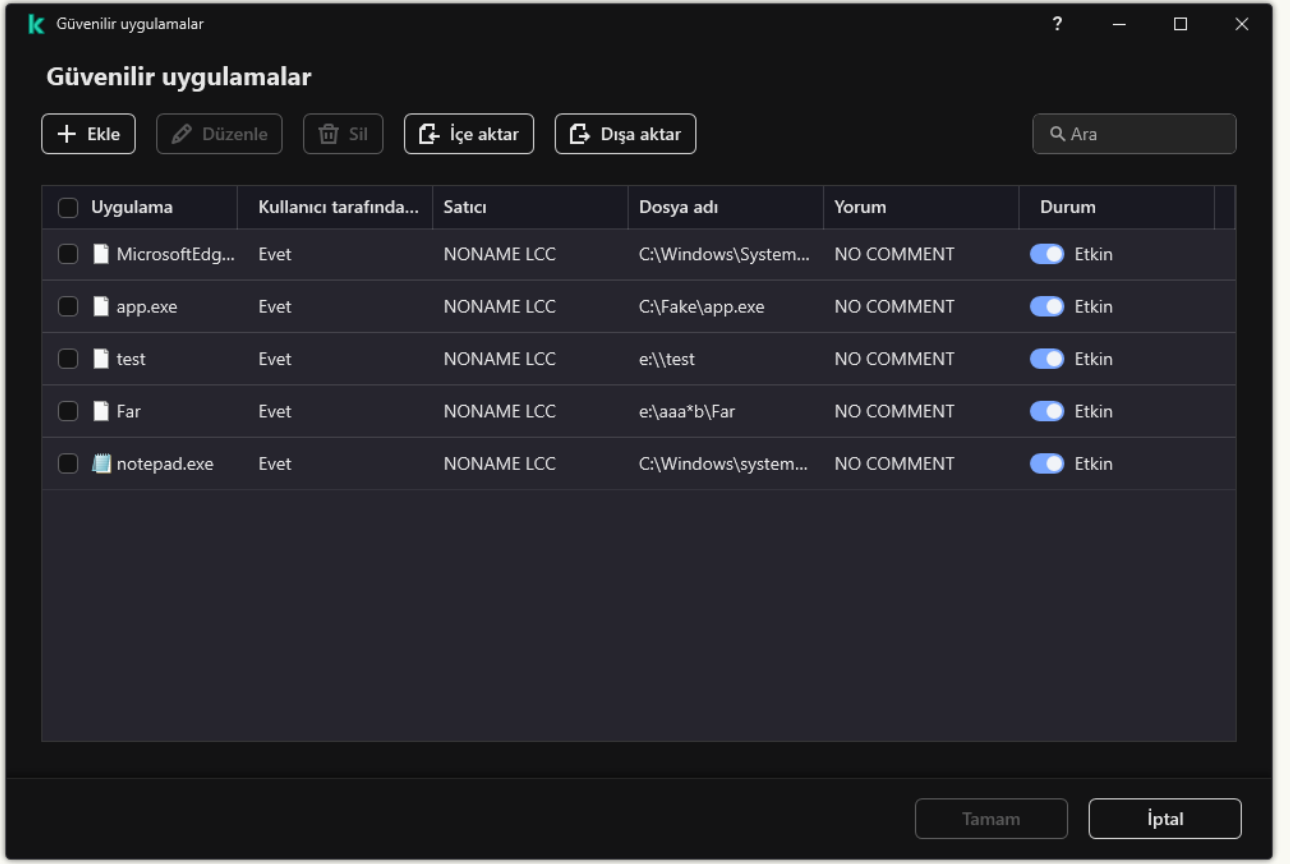 Güvenilir uygulamalar
?
Güvenilir uygulamalar
Ekle Düzenle Sil İçe aktar Dışa aktar Ara
Uygulama Kullanıcı tarafında... Satıcı Dosya adı Yorum Durum
MicrosoftEdg... Evet NONAME LCC C:\Windows\System... NO COMMENT Etkin
app.exe Evet NONAME LCC C:\Fake\app.exe NO COMMENT Etkin
test Evet NONAME LCC e:\\test NO COMMENT Etkin
Far Evet NONAME LCC e:\aaa*b\Far NO COMMENT Etkin
notepad.exe Evet NONAME LCC C:\Windows\system... NO COMMENT Etkin
Tamam İptal